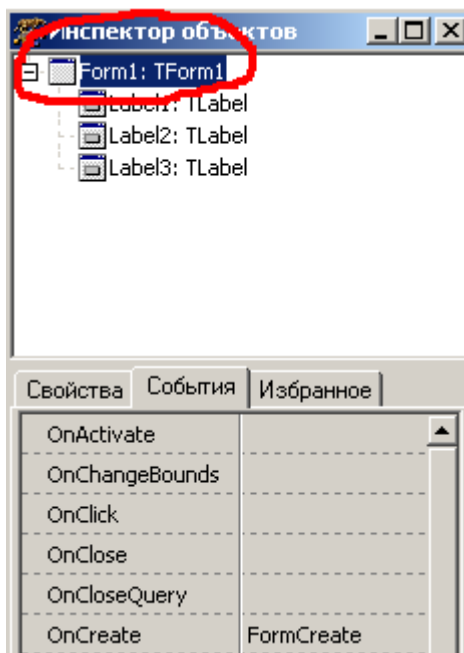 Инспектор объектов
Form1: TForm1
Label1: TLabel
Label2: TLabel
Label3: TLabel
Свойства События Избранное
OnActivate
OnChangeBounds
OnClick
OnClose
OnCloseQuery
OnCreate FormCreate